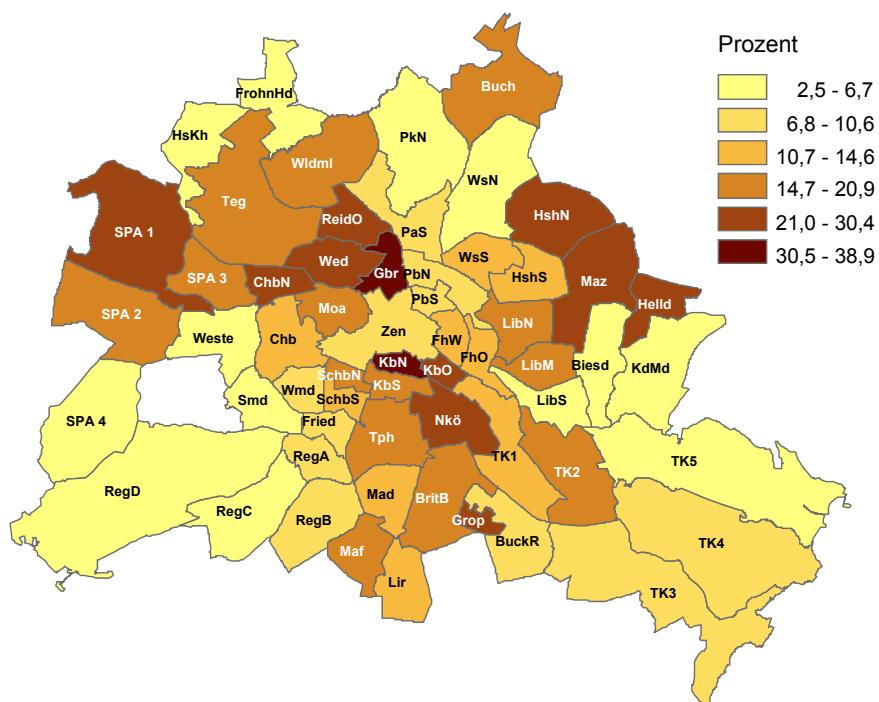 Prozent
2,5 - 6,7
6,8 - 10,6
10,7 - 14,6
14,7 - 20,9
21,0 - 30,4
30,5 - 38,9
FrohnHd
Buch
HsKh
PkN
Wldml
WsN
Teg
HshN
ReidO
PaS
SPA 1
Wed
WsS
Gbr
PbN
HshS
Maz
SPA 3
ChbN
PbS
Helld
SPA 2
Moa
LibN
Weste
Chb
Zen
FhW
FhO
KbN
KbO
LibM
Biesd
KdMd
SchbN
KbS
Wmd
Smd
SchbS
LibS
SPA 4
Fried
Nkö
Tph
RegA
TK1
TK2
TK5
RegD
Mad
BritB
RegC
RegB
Grop
BuckR
TK4
Maf
Lir
TK3